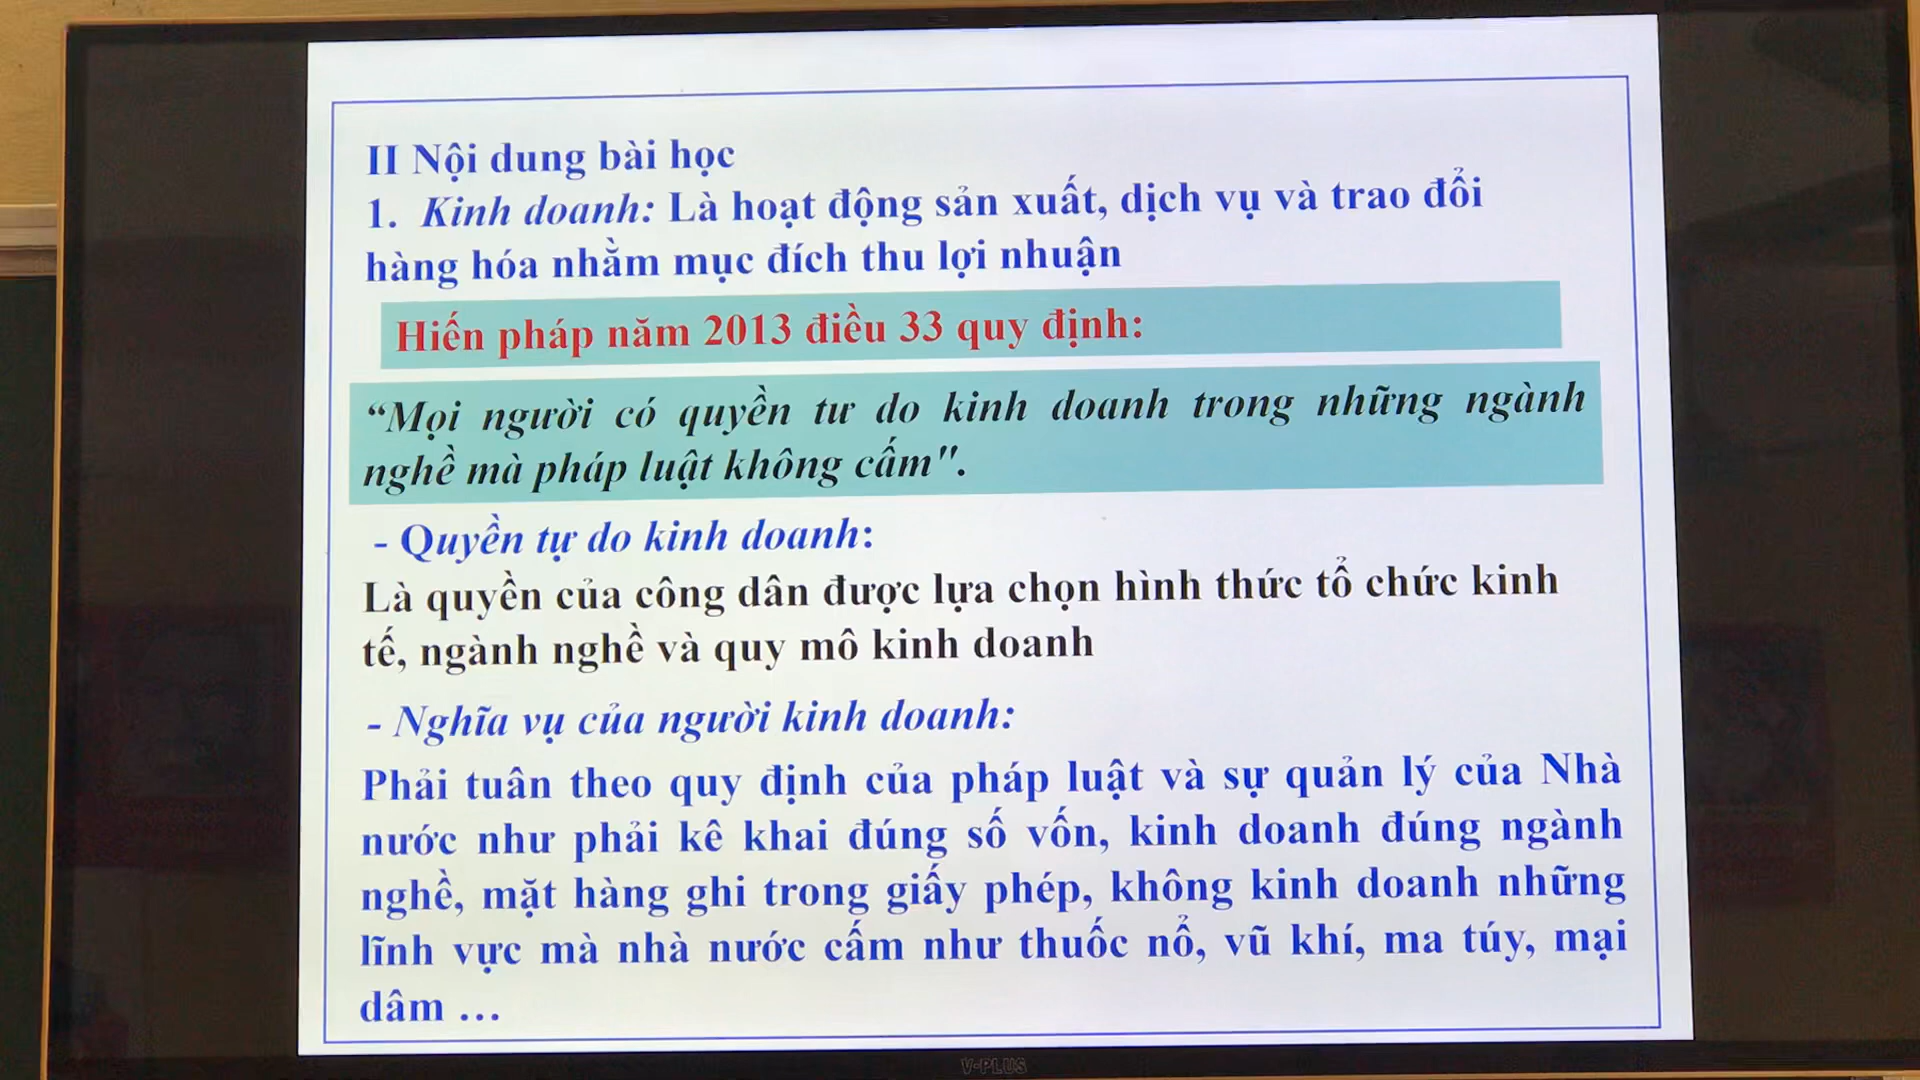 II Nội dung bài học
1. Kinh doanh: Là hoạt động sản xuất, dịch vụ và trao đổi
hàng hóa nhằm mục đích thu lợi nhuận
Hiến pháp năm 2013 điều 33 quy định:
“Mọi người có quyền tư do kinh doanh trong những ngành
nghề mà pháp luật không cấm".
- Quyền tự do kinh doanh:
Là quyền của công dân được lựa chọn hình thức tổ chức kinh
tế, ngành nghề và quy mô kinh doanh
- Nghĩa vụ của người kinh doanh:
Phải tuân theo quy định của pháp luật và sự quản lý của Nhà
nước như phải kê khai đúng số vốn, kinh doanh đúng ngành
nghề, mặt hàng ghi trong giấy phép, không kinh doanh những
lĩnh vực mà nhà nước cấm như thuốc nổ, vũ khí, ma túy, mại
dâm ...
V-PLUS